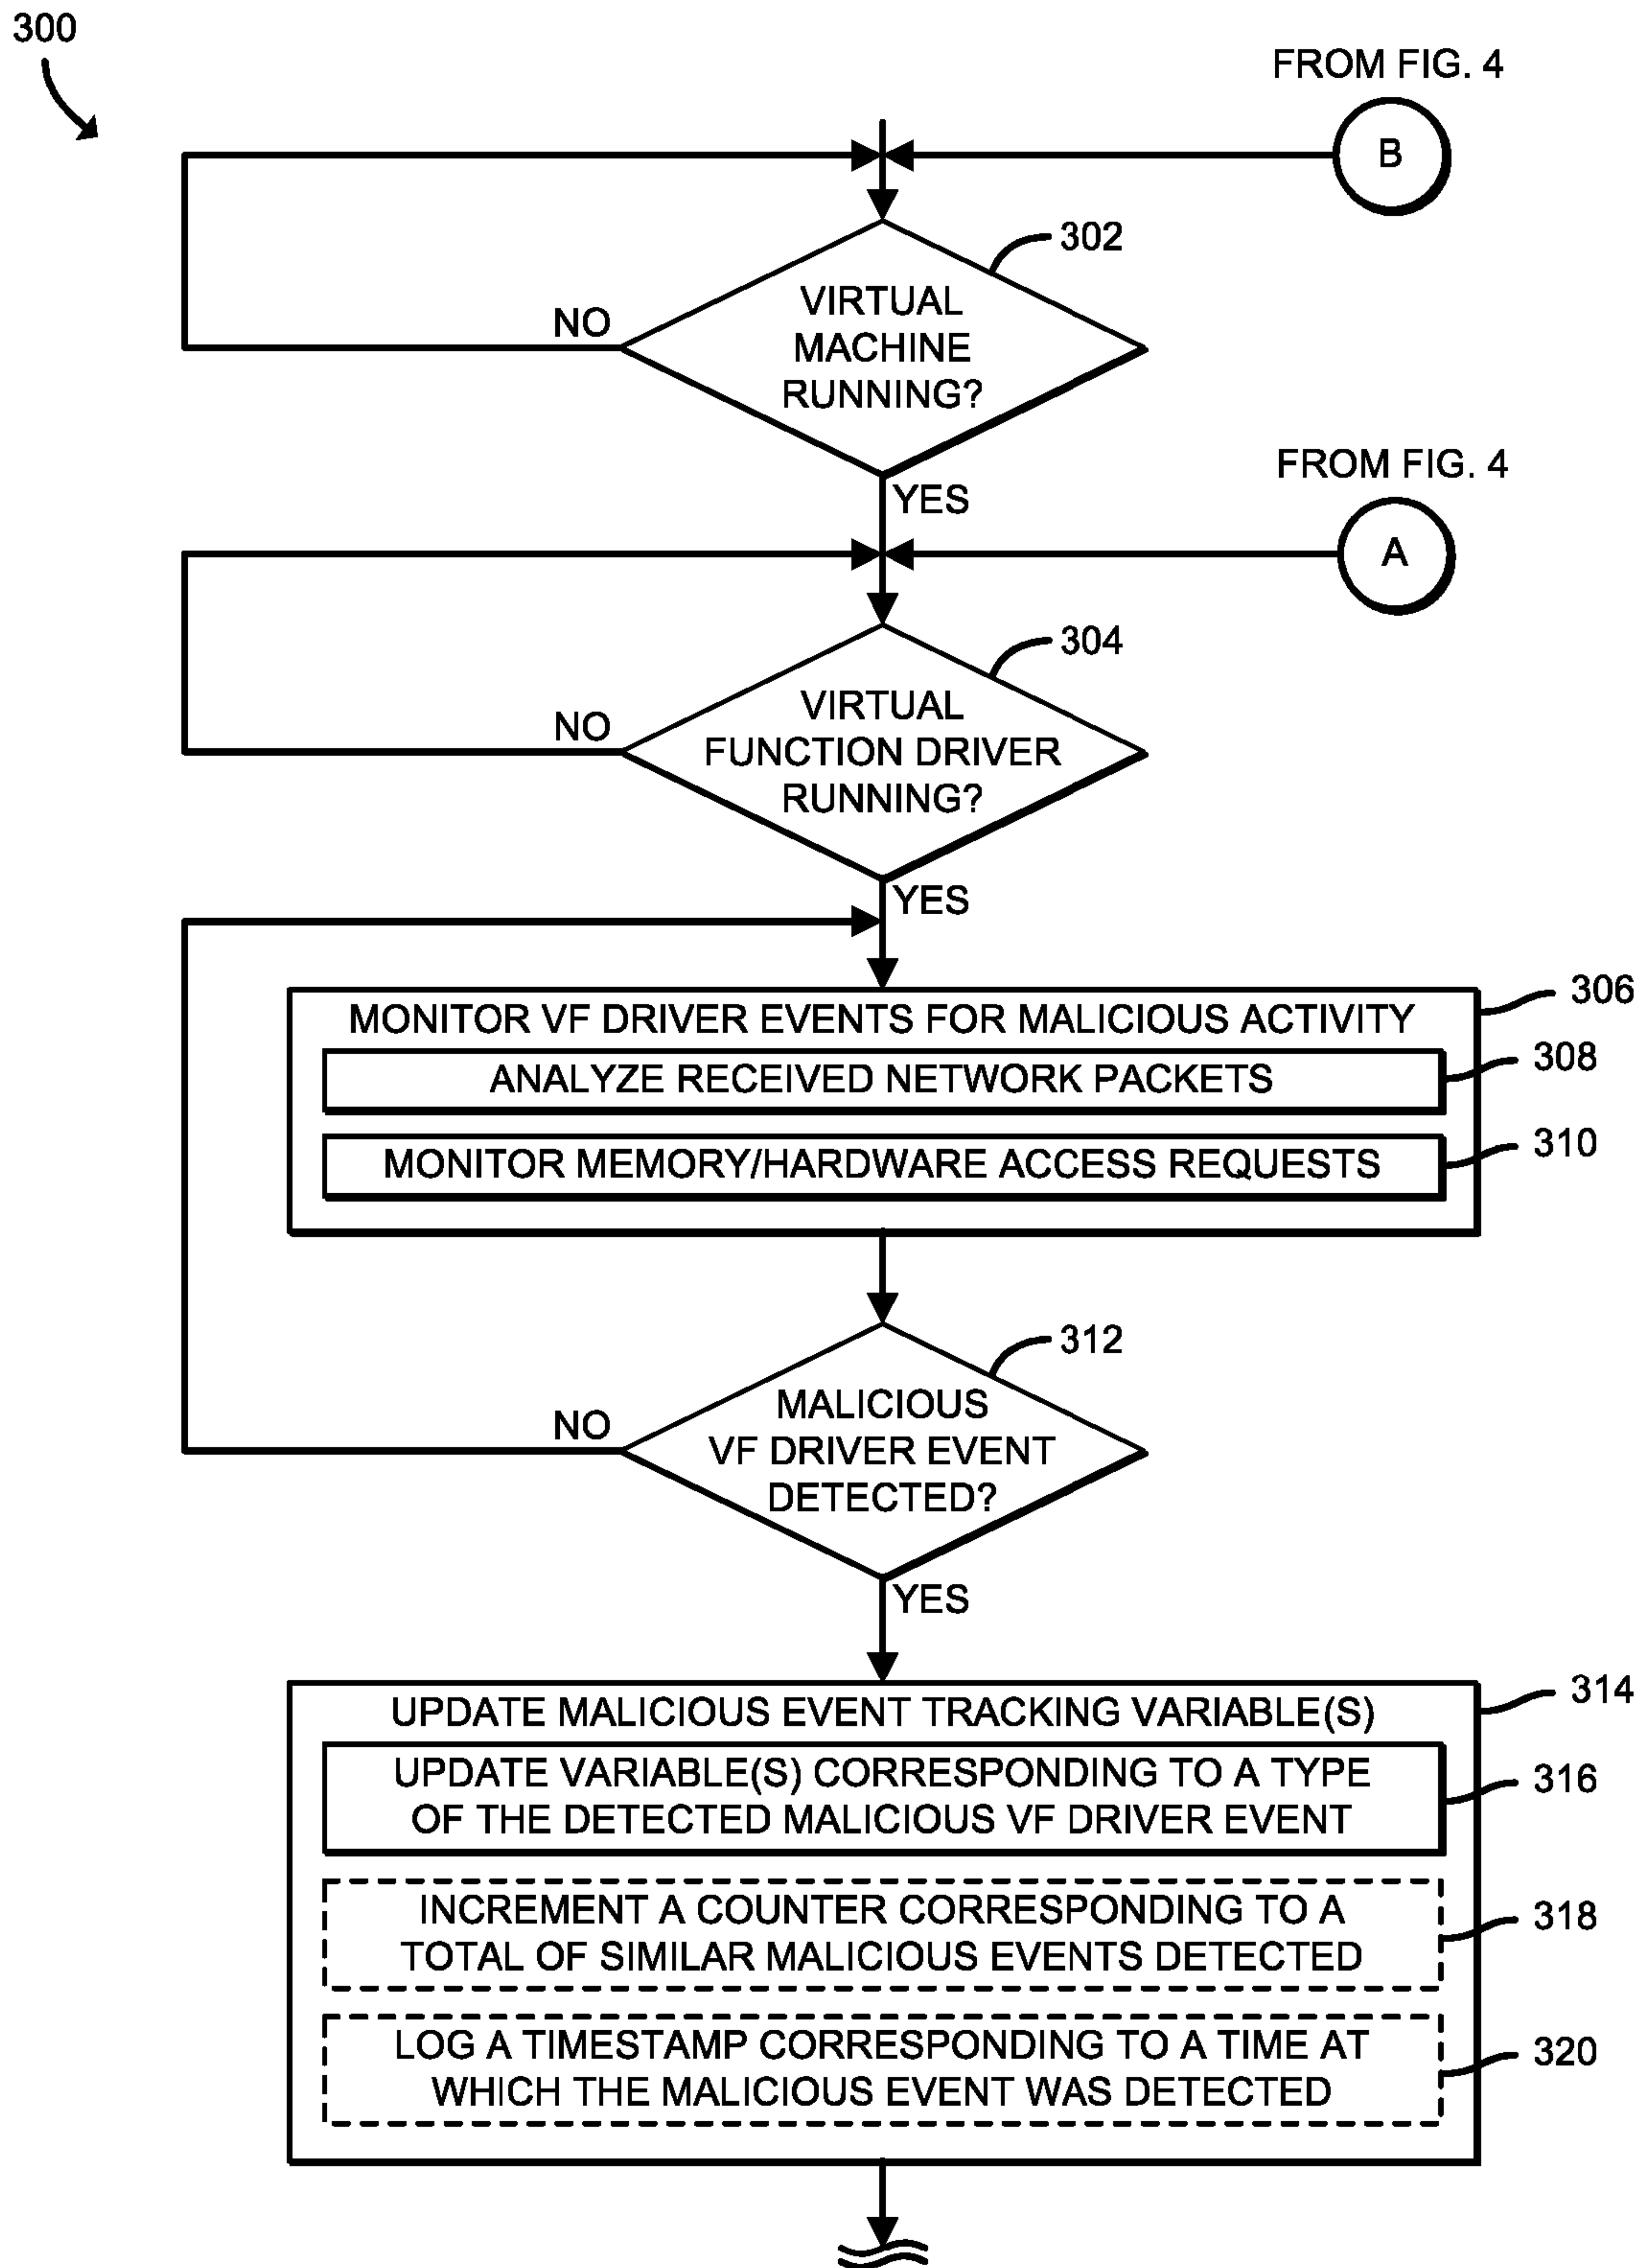 300
FROM FIG. 4
B
302
VIRTUAL
MACHINE
RUNNING?
NO
YES
FROM FIG. 4
A
304
VIRTUAL
FUNCTION DRIVER
RUNNING?
NO
YES
306
MONITOR VF DRIVER EVENTS FOR MALICIOUS ACTIVITY
308
ANALYZE RECEIVED NETWORK PACKETS
310
MONITOR MEMORY/HARDWARE ACCESS REQUESTS
312
MALICIOUS
VF DRIVER EVENT
DETECTED?
NO
YES
314
UPDATE MALICIOUS EVENT TRACKING VARIABLE(S)
UPDATE VARIABLE(S) CORRESPONDING TO A TYPE
OF THE DETECTED MALICIOUS VF DRIVER EVENT
316
INCREMENT A COUNTER CORRESPONDING TO A
TOTAL OF SIMILAR MALICIOUS EVENTS DETECTED
318
LOG A TIMESTAMP CORRESPONDING TO A TIME AT
WHICH THE MALICIOUS EVENT WAS DETECTED
320